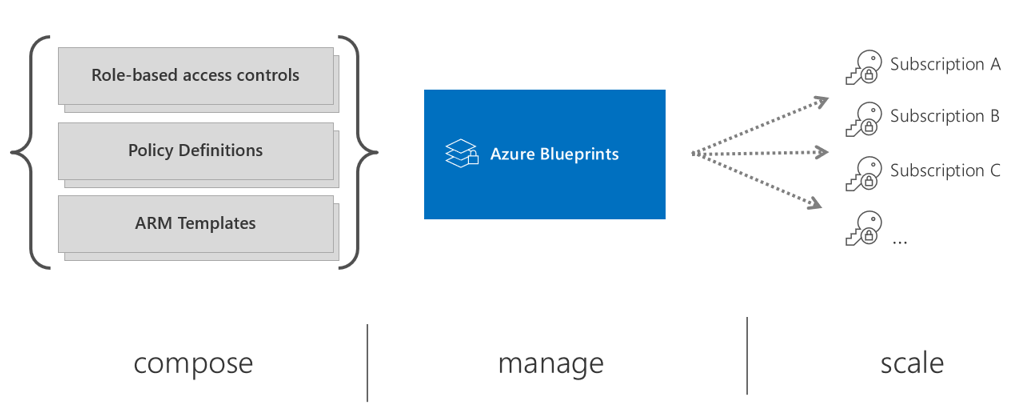 Role-based access controls
Policy Definitions
ARM Templates
Azure Blueprints
Subscription A
Subscription B
Subscription C
...
compose
manage
scale